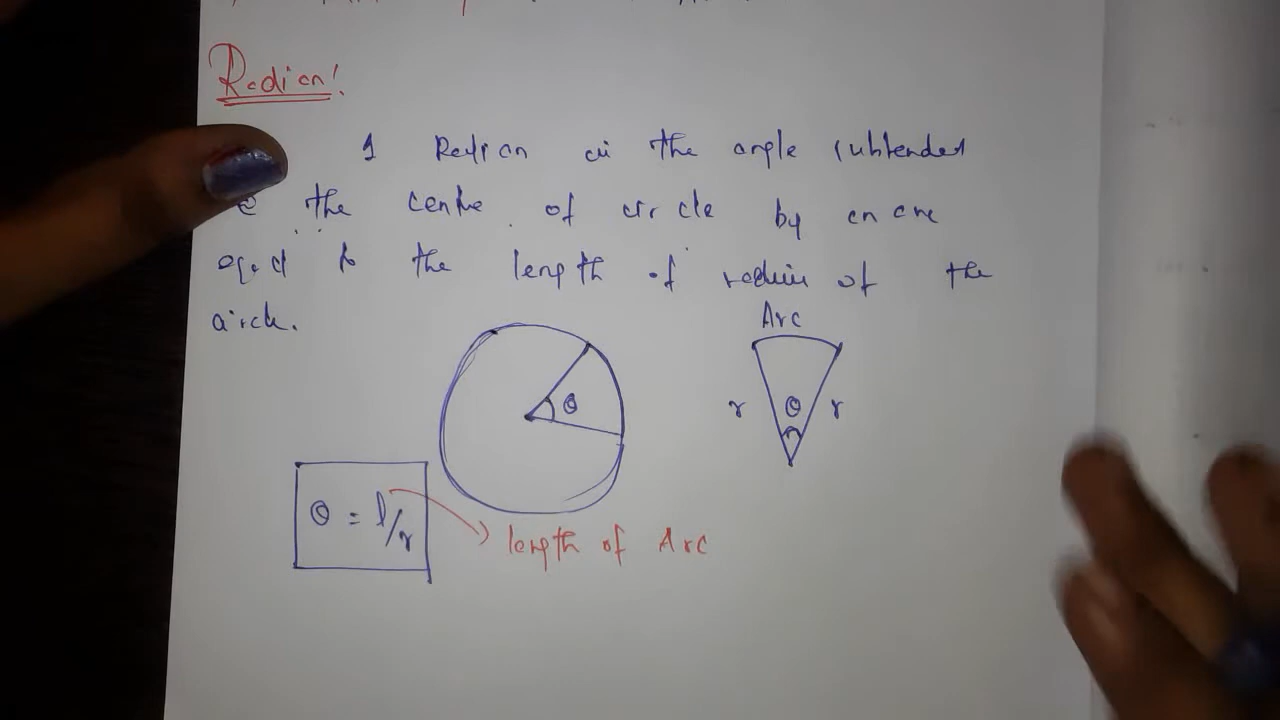 Radian!
1 Radian is the angle subtended
@ the centre of circle by an arc
equal to the length of radius of the
circle.
Arc
θ
r θ r
θ = l/r
length of Arc